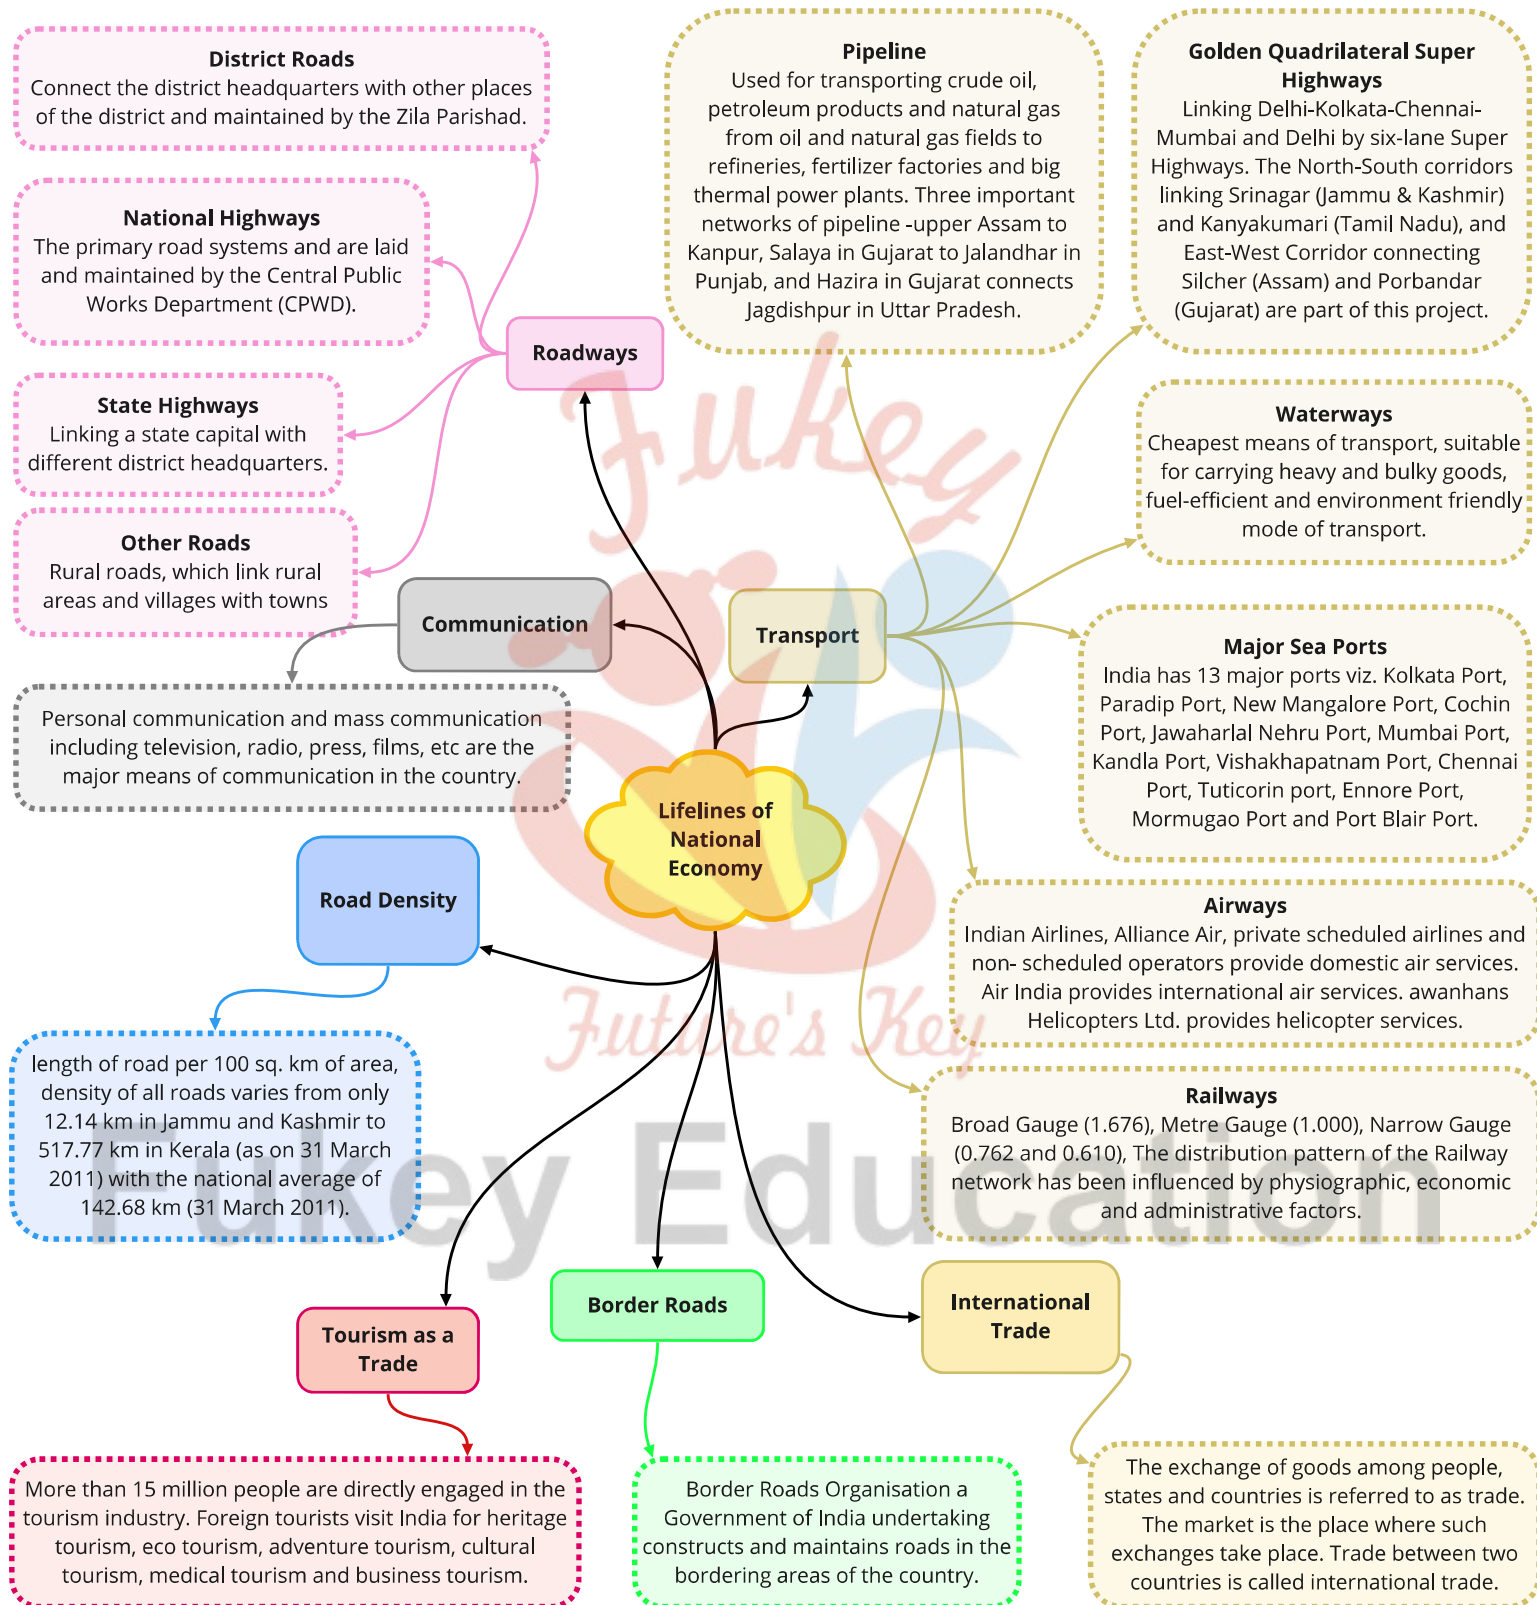 District Roads
Connect the district headquarters with other places
of the district and maintained by the Zila Parishad.
National Highways
The primary road systems and are laid
and maintained by the Central Public
Works Department (CPWD).
State Highways
Linking a state capital with
different district headquarters.
Other Roads
Rural roads, which link rural
areas and villages with towns
Roadways
Pipeline
Used for transporting crude oil,
petroleum products and natural gas
from oil and natural gas fields to
refineries, fertilizer factories and big
thermal power plants. Three important
networks of pipeline -upper Assam to
Kanpur, Salaya in Gujarat to Jalandhar in
Punjab, and Hazira in Gujarat connects
Jagdishpur in Uttar Pradesh.
Golden Quadrilateral Super
Highways
Linking Delhi-Kolkata-Chennai-
Mumbai and Delhi by six-lane Super
Highways. The North-South corridors
linking Srinagar (Jammu & Kashmir)
and Kanyakumari (Tamil Nadu), and
East-West Corridor connecting
Silcher (Assam) and Porbandar
(Gujarat) are part of this project.
Waterways
Cheapest means of transport, suitable
for carrying heavy and bulky goods,
fuel-efficient and environment friendly
mode of transport.
Fukey
Communication
Transport
Personal communication and mass communication
including television, radio, press, films, etc are the
major means of communication in the country.
Major Sea Ports
India has 13 major ports viz. Kolkata Port,
Paradip Port, New Mangalore Port, Cochin
Port, Jawaharlal Nehru Port, Mumbai Port,
Kandla Port, Vishakhapatnam Port, Chennai
Port, Tuticorin port, Ennore Port,
Mormugao Port and Port Blair Port.
Lifelines of
National
Economy
Road Density
Airways
Indian Airlines, Alliance Air, private scheduled airlines and
non- scheduled operators provide domestic air services.
Air India provides international air services. awanhans
Helicopters Ltd. provides helicopter services.
Future's Key
length of road per 100 sq. km of area,
density of all roads varies from only
12.14 km in Jammu and Kashmir to
517.77 km in Kerala (as on 31 March
2011) with the national average of
142.68 km (31 March 2011).
Railways
Broad Gauge (1.676), Metre Gauge (1.000), Narrow Gauge
(0.762 and 0.610), The distribution pattern of the Railway
network has been influenced by physiographic, economic
and administrative factors.
Fukey Education
Tourism as a
Trade
Border Roads
International
Trade
More than 15 million people are directly engaged in the
tourism industry. Foreign tourists visit India for heritage
tourism, eco tourism, adventure tourism, cultural
tourism, medical tourism and business tourism.
Border Roads Organisation a
Government of India undertaking
constructs and maintains roads in the
bordering areas of the country.
The exchange of goods among people,
states and countries is referred to as trade.
The market is the place where such
exchanges take place. Trade between two
countries is called international trade.